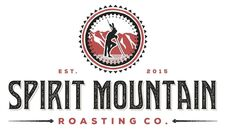 EST. 2015
SPIRIT MOUNTAIN
ROASTING CO.